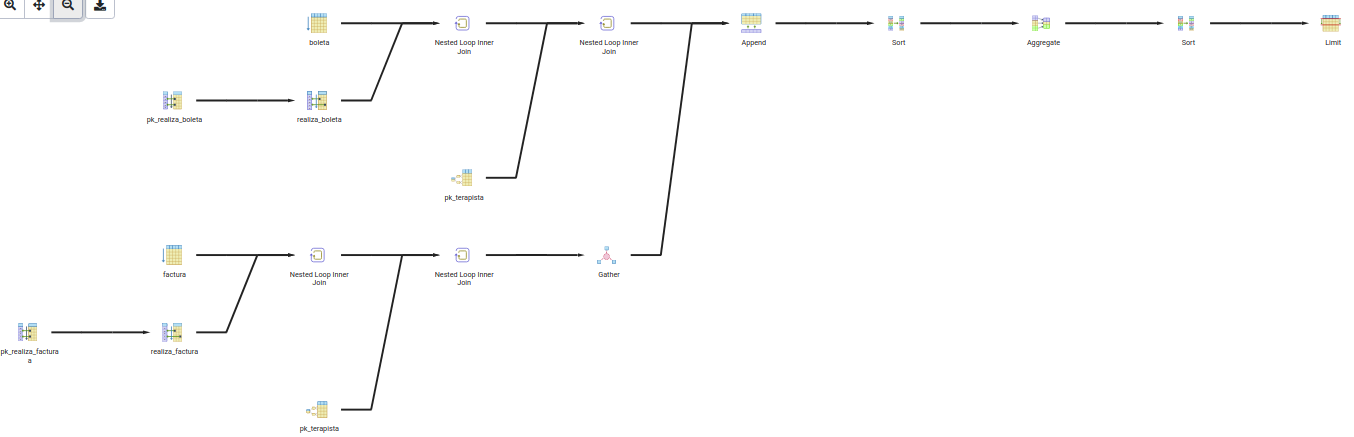 boleta
Nested Loop Inner
Join
Nested Loop Inner
Join
Append
Sort
Aggregate
Sort
Limit
pk_realiza_boleta
realiza_boleta
pk_terapista
factura
Nested Loop Inner
Join
Nested Loop Inner
Join
Gather
pk_realiza_factur
a
realiza_factura
pk_terapista